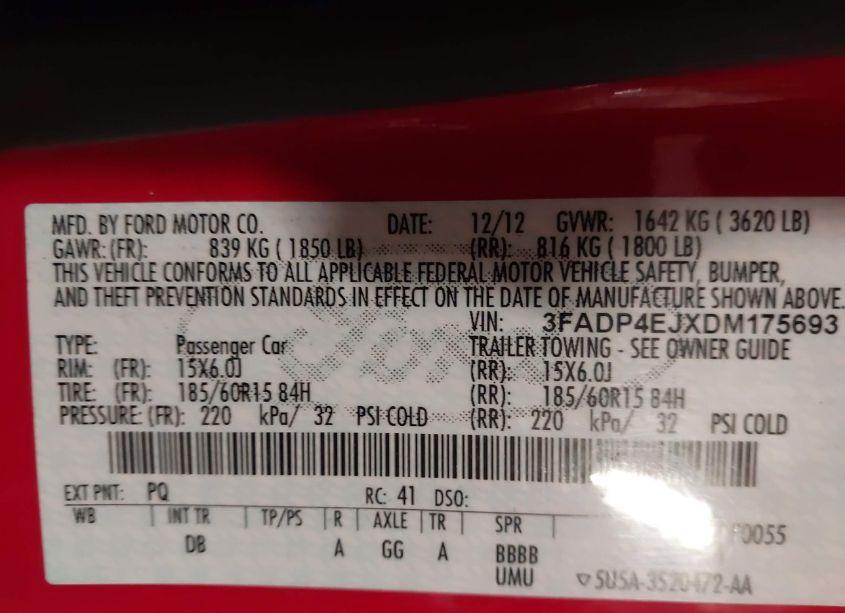 MFD. BY FORD MOTOR CO. DATE: 12/12 GVWR: 1642 KG ( 3620 LB)
GAWR:(FR): 839 KG ( 1850 LB) (RR): 816 KG ( 1800 LB)
THIS VEHICLE CONFORMS TO ALL APPLICABLE FEDERAL MOTOR VEHICLE SAFETY, BUMPER,
AND THEFT PREVENTION STANDARDS IN EFFECT ON THE DATE OF MANUFACTURE SHOWN ABOVE.
VIN: 3FADP4EJXDM175693
TYPE: Passenger Car TRAILER TOWING - SEE OWNER GUIDE
RIM: (FR): 15X6.0J (RR): 15X6.0J
TIRE: (FR): 185/60R15 84H (RR): 185/60R15 84H
PRESSURE:(FR): 220 kPa/ 32 PSI COLD (RR): 220 kPa/ 32 PSI COLD
EXT PNT: PQ RC: 41 DSO:
WB INT TR TP/PS R AXLE TR SPR F0055
DB A GG A BBBB
UMU ▽5U5A-3520472-AA